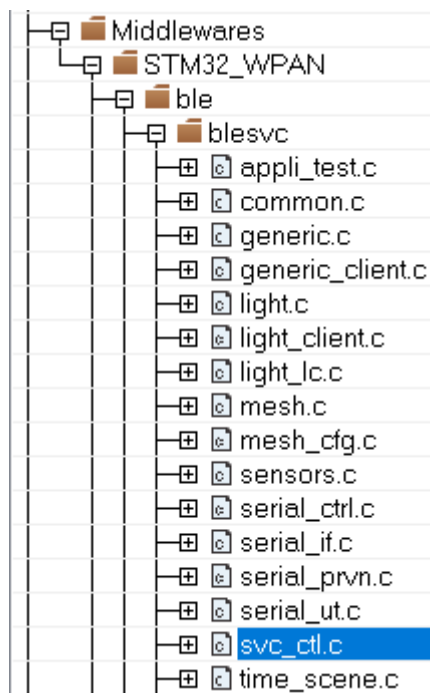 Middlewares
STM32_WPAN
ble
blesvc
appli_test.c
common.c
generic.c
generic_client.c
light.c
light_client.c
light_lc.c
mesh.c
mesh_cfg.c
sensors.c
serial_ctrl.c
serial_if.c
serial_prvn.c
serial_ut.c
svc_ctl.c
time_scene.c